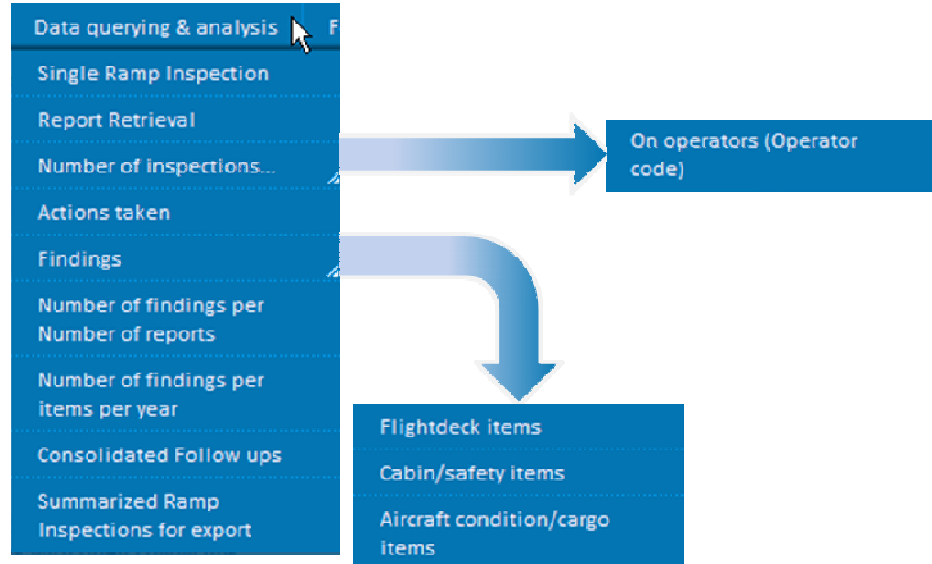 Data querying & analysis
Single Ramp Inspection
Report Retrieval
Number of inspections...
Actions taken
Findings
Number of findings per
Number of reports
Number of findings per
items per year
Consolidated Follow ups
Summarized Ramp
Inspections for export
On operators (Operator
code)
Flightdeck items
Cabin/safety items
Aircraft condition/cargo
items